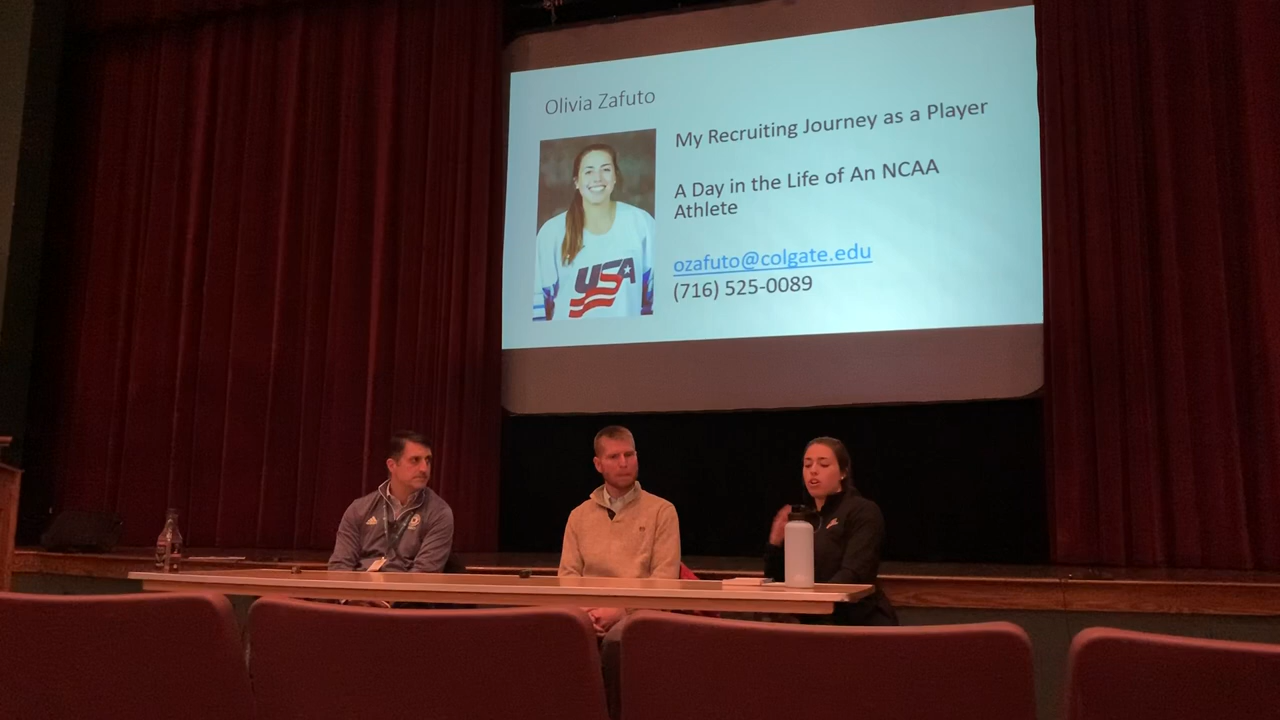 Olivia Zafuto
My Recruiting Journey as a Player
A Day in the Life of An NCAA
Athlete
ozafuto@colgate.edu
(716) 525-0089
USA